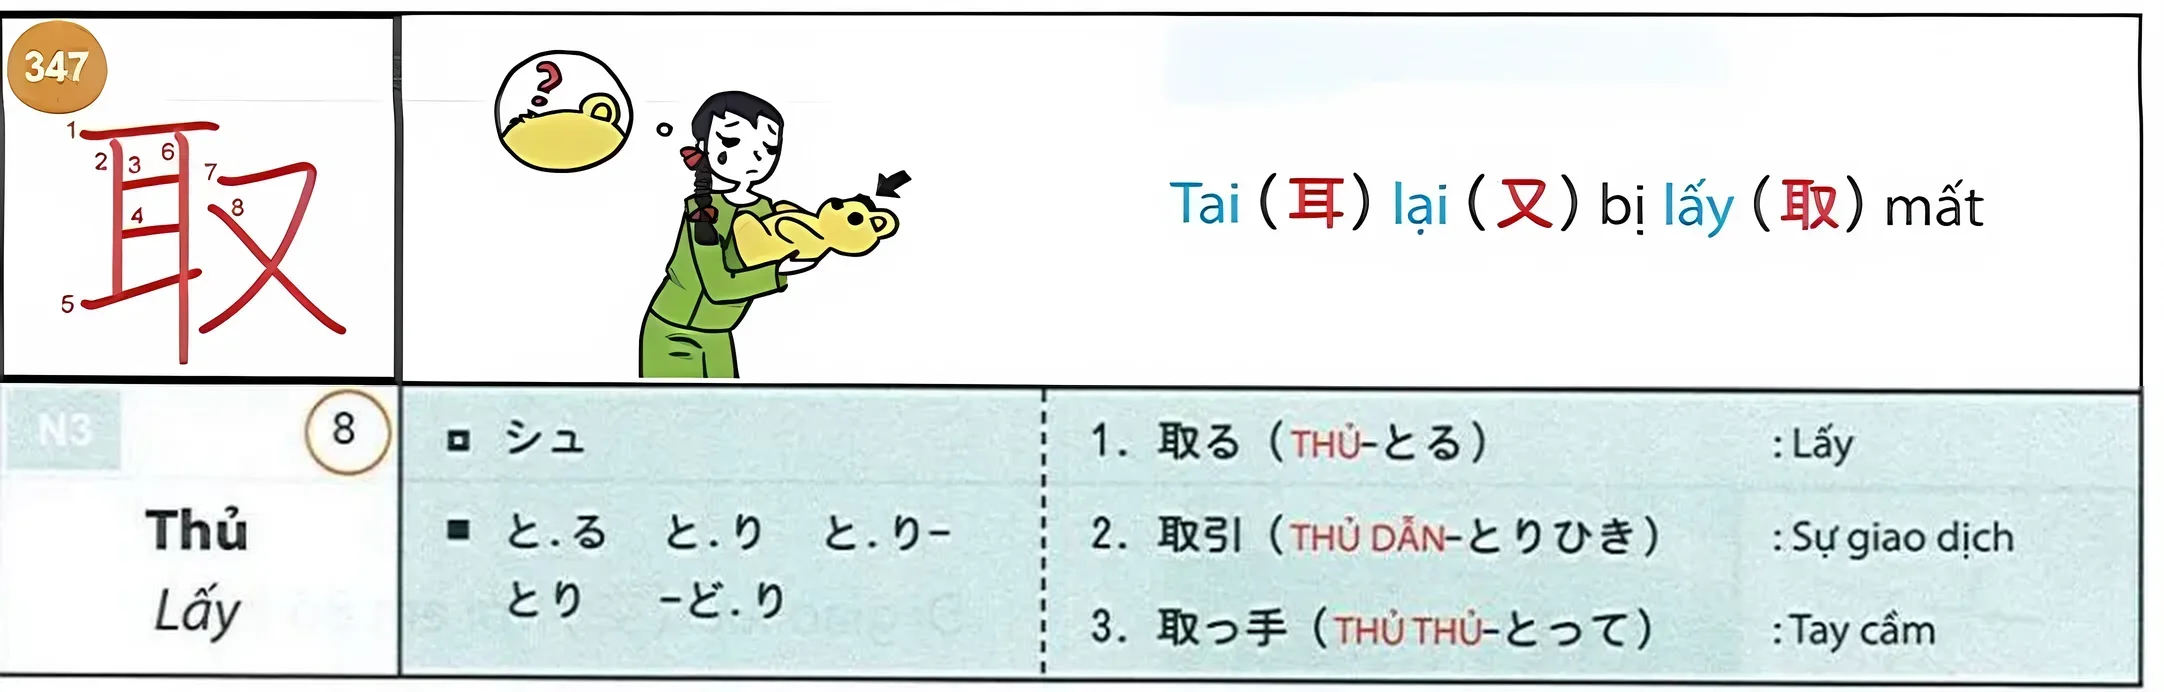 347
取
1
2
3
6
7
4
8
5
?
Tai (耳) lại (又) bị lấy (取) mất
N3
8
Thủ
Lấy
シュ
と.る と.り と.り-
とり -ど.り
1. 取る (THỦ-とる) : Lấy
2. 取引 (THỦ DẪN-とりひき) : Sự giao dịch
3. 取っ手 (THỦ THỦ-とって) : Tay cầm